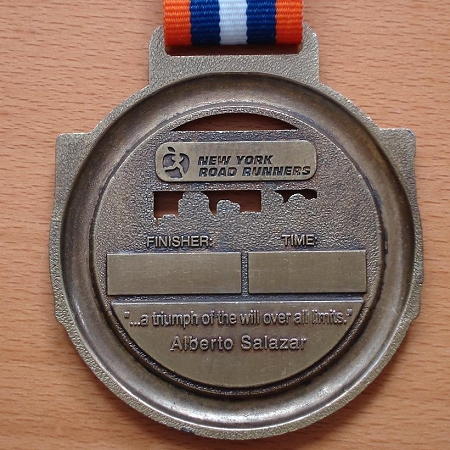 NEW YORK
ROAD RUNNERS
FINISHER: TIME:
"...a triumph of the will over all limits."
Alberto Salazar